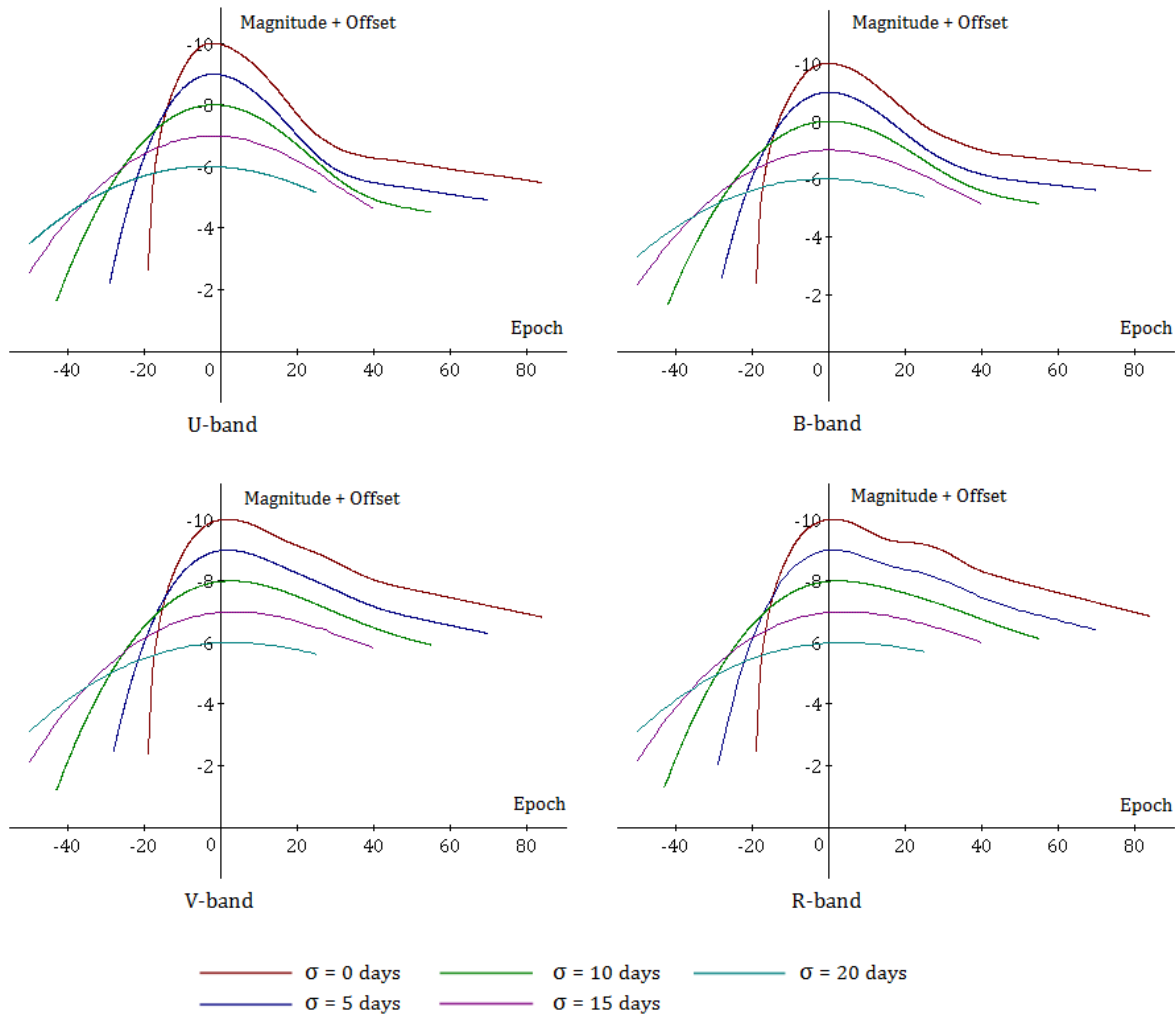 Magnitude + Offset
-10
-8
-6
-4
-2
Epoch
-40 -20 0 20 40 60 80
U-band
Magnitude + Offset
-10
8
-6
-4
-2
Epoch
-40 -20 0 20 40 60 80
B-band
Magnitude + Offset
-10
-8
6
-4
-2
Epoch
-40 -20 0 20 40 60 80
V-band
Magnitude + Offset
-10
-8
6
-4
-2
Epoch
-40 -20 0 20 40 60 80
R-band
σ = 0 days σ = 10 days σ = 20 days
σ = 5 days σ = 15 days